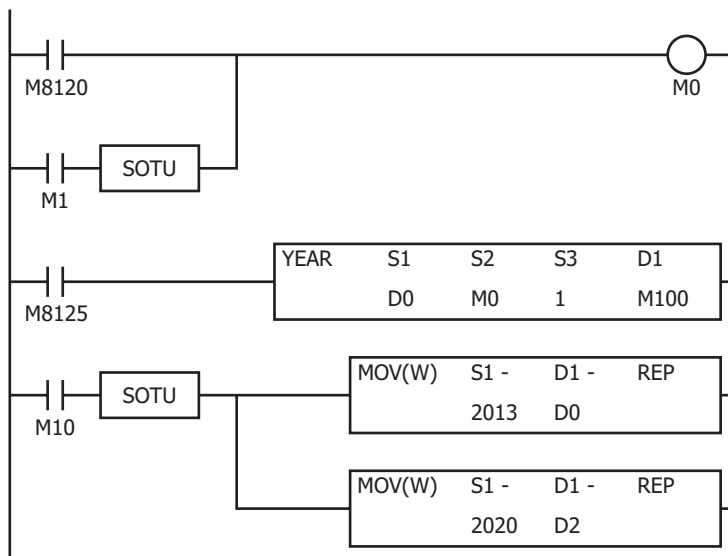 M8120
M0
SOTU
M1
YEAR S1 S2 S3 D1
D0 M0 1 M100
M8125
SOTU
M10
MOV(W) S1 - D1 - REP
2013 D0
MOV(W) S1 - D1 - REP
2020 D2